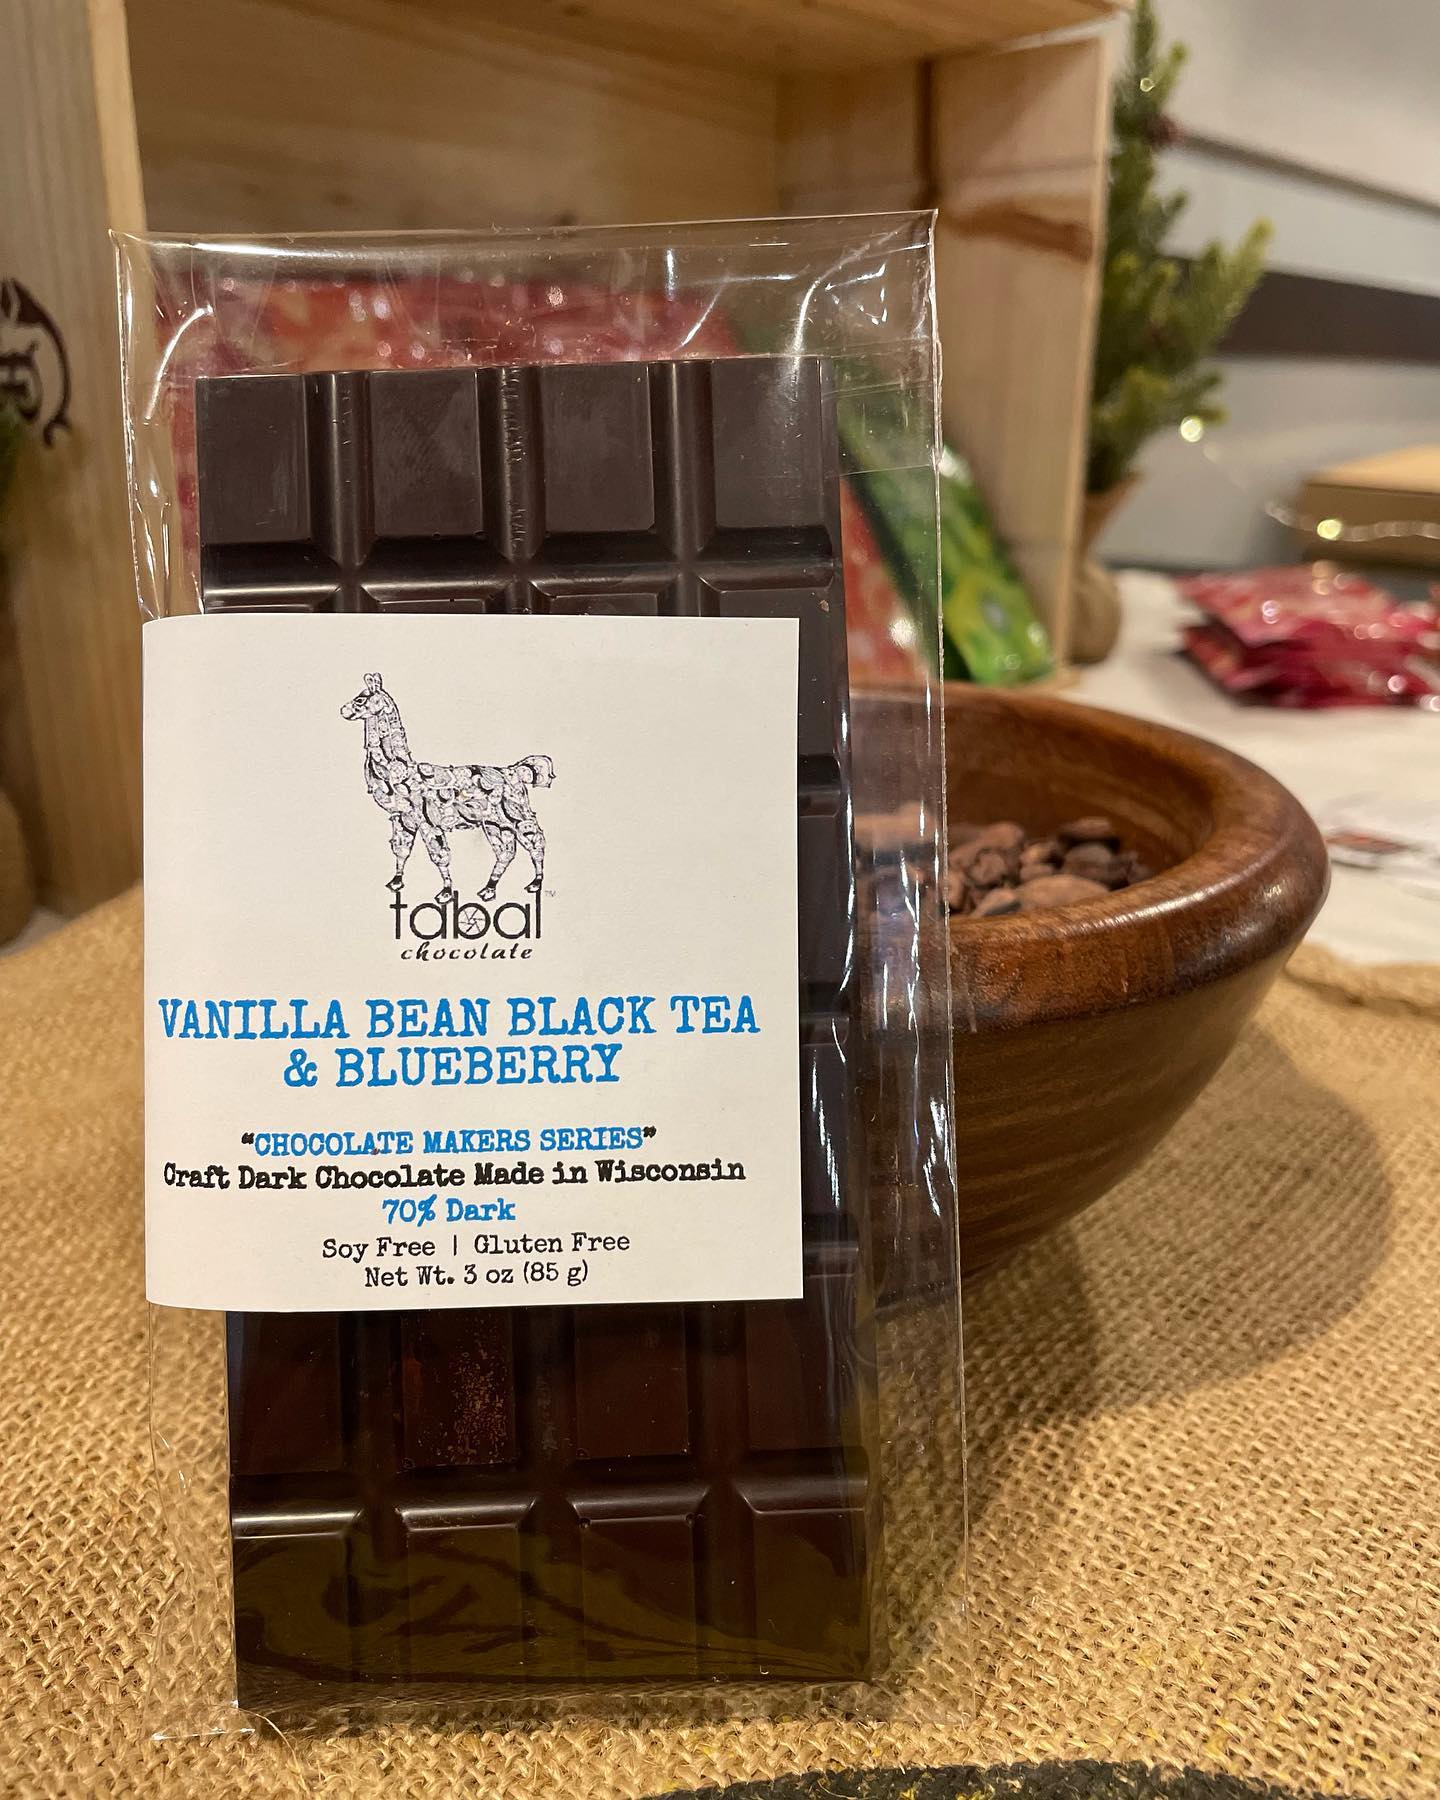 tabal™
chocolate
VANILLA BEAN BLACK TEA
& BLUEBERRY
"CHOCOLATE MAKERS SERIES"
Craft Dark Chocolate Made in Wisconsin
70% Dark
Soy Free | Gluten Free
Net Wt. 3 oz (85 g)